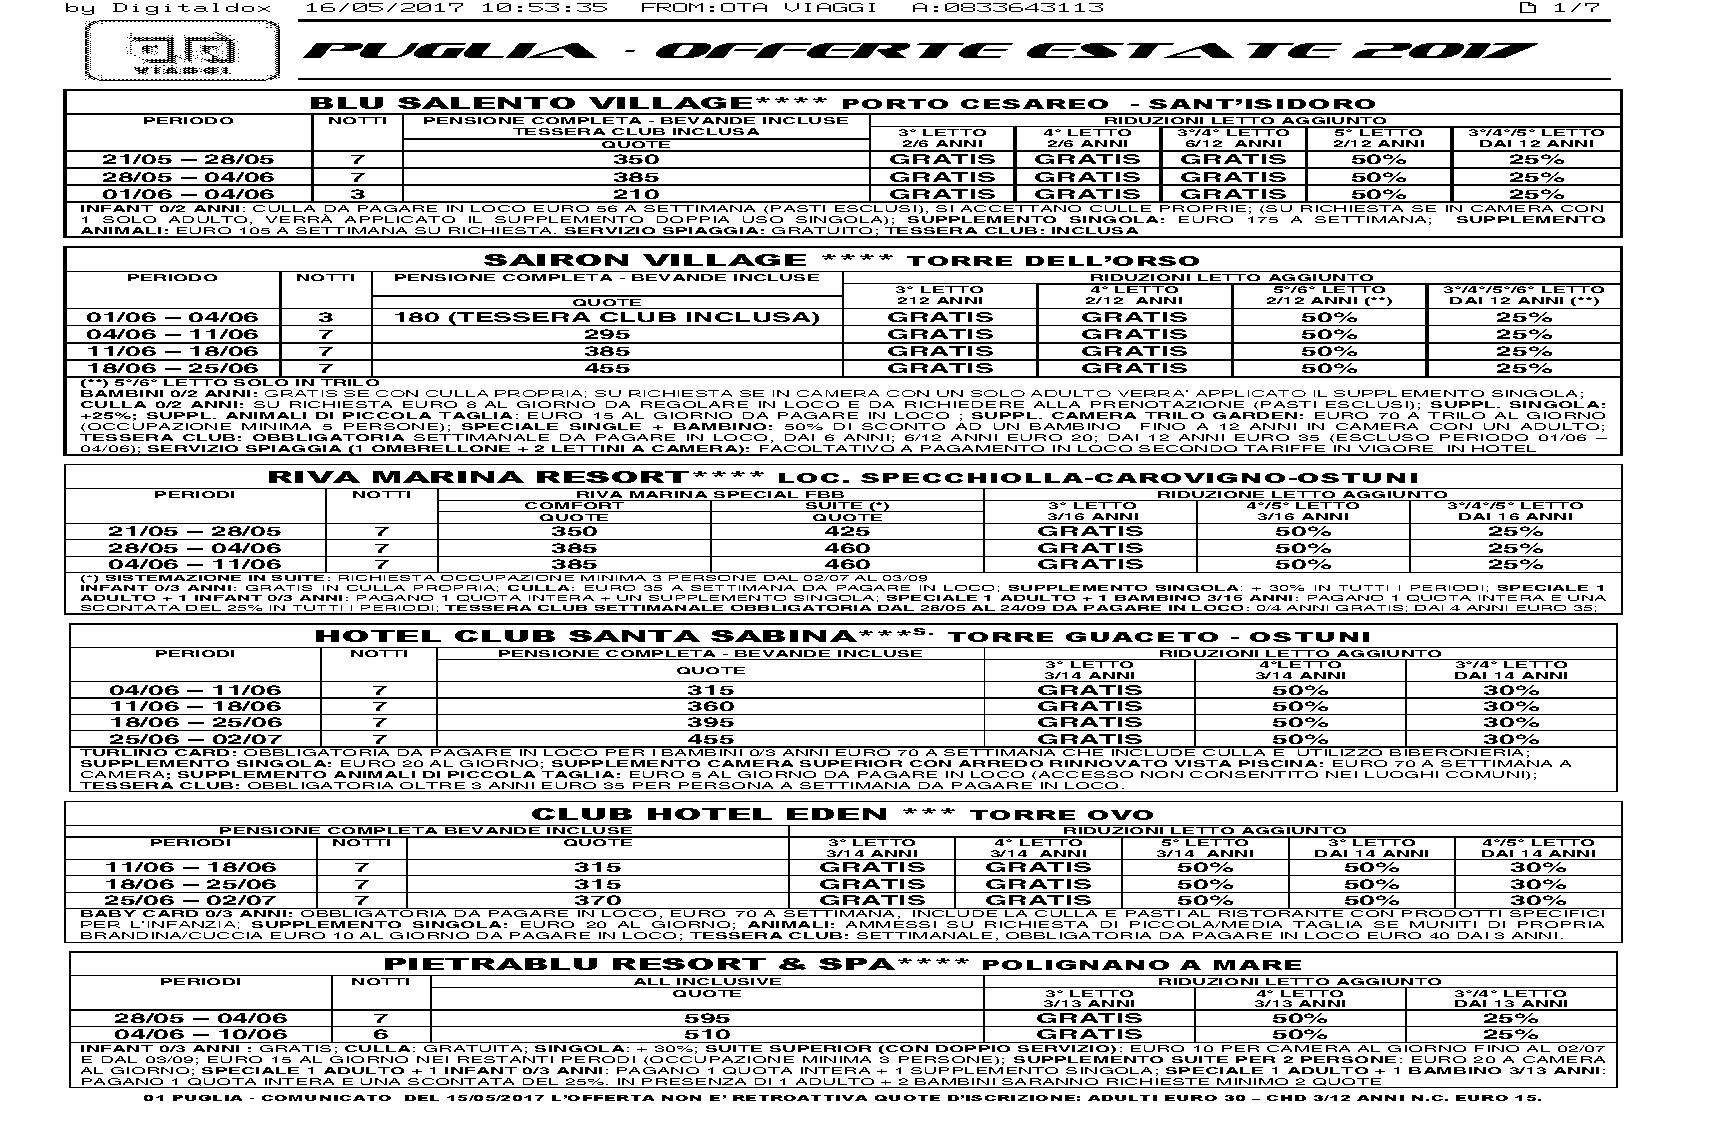 by Digitaldox 16/05/2017 10:53:35 FROM:OTA VIAGGI A:0833643113 1/7
VIAGGI
PUGLIA - OFFERTE ESTATE 2017
BLU SALENTO VILLAGE**** PORTO CESAREO - SANT'ISIDORO
PERIODO NOTTI PENSIONE COMPLETA - BEVANDE INCLUSE RIDUZIONI LETTO AGGIUNTO
TESSERA CLUB INCLUSA 3° LETTO 4° LETTO 3°/4° LETTO 5° LETTO 3°/4°/5° LETTO
QUOTE 2/6 ANNI 2/6 ANNI 6/12 ANNI 2/12 ANNI DAI 12 ANNI
21/05 – 28/05 7 350 GRATIS GRATIS GRATIS 50% 25%
28/05 – 04/06 7 385 GRATIS GRATIS GRATIS 50% 25%
01/06 – 04/06 3 210 GRATIS GRATIS GRATIS 50% 25%
INFANT 0/2 ANNI: CULLA DA PAGARE IN LOCO EURO 56 A SETTIMANA (PASTI ESCLUSI), SI ACCETTANO CULLE PROPRIE; (SU RICHIESTA SE IN CAMERA CON
1 SOLO ADULTO, VERRÀ APPLICATO IL SUPPLEMENTO DOPPIA USO SINGOLA); SUPPLEMENTO SINGOLA: EURO 175 A SETTIMANA; SUPPLEMENTO
ANIMALI: EURO 105 A SETTIMANA SU RICHIESTA. SERVIZIO SPIAGGIA: GRATUITO; TESSERA CLUB: INCLUSA
SAIRON VILLAGE **** TORRE DELL'ORSO
PERIODO NOTTI PENSIONE COMPLETA - BEVANDE INCLUSE RIDUZIONI LETTO AGGIUNTO
3° LETTO 4° LETTO 5°/6° LETTO 3°/4°/5°/6° LETTO
QUOTE 212 ANNI 2/12 ANNI 2/12 ANNI (**) DAI 12 ANNI (**)
01/06 – 04/06 3 180 (TESSERA CLUB INCLUSA) GRATIS GRATIS 50% 25%
04/06 – 11/06 7 295 GRATIS GRATIS 50% 25%
11/06 – 18/06 7 385 GRATIS GRATIS 50% 25%
18/06 – 25/06 7 455 GRATIS GRATIS 50% 25%
(**) 5°/6° LETTO SOLO IN TRILO
BAMBINI 0/2 ANNI: GRATIS SE CON CULLA PROPRIA; SU RICHIESTA SE IN CAMERA CON UN SOLO ADULTO VERRA' APPLICATO IL SUPPLEMENTO SINGOLA;
CULLA 0/2 ANNI: SU RICHIESTA EURO 8 AL GIORNO DA REGOLARE IN LOCO E DA RICHIEDERE ALLA PRENOTAZIONE (PASTI ESCLUSI); SUPPL. SINGOLA:
+25%; SUPPL. ANIMALI DI PICCOLA TAGLIA: EURO 15 AL GIORNO DA PAGARE IN LOCO ; SUPPL. CAMERA TRILO GARDEN: EURO 70 A TRILO AL GIORNO
(OCCUPAZIONE MINIMA 5 PERSONE); SPECIALE SINGLE + BAMBINO: 50% DI SCONTO AD UN BAMBINO FINO A 12 ANNI IN CAMERA CON UN ADULTO;
TESSERA CLUB: OBBLIGATORIA SETTIMANALE DA PAGARE IN LOCO, DAI 6 ANNI; 6/12 ANNI EURO 20; DAI 12 ANNI EURO 35 (ESCLUSO PERIODO 01/06 –
04/06); SERVIZIO SPIAGGIA (1 OMBRELLONE + 2 LETTINI A CAMERA): FACOLTATIVO A PAGAMENTO IN LOCO SECONDO TARIFFE IN VIGORE IN HOTEL
RIVA MARINA RESORT**** LOC. SPECCHIOLLA-CAROVIGNO-OSTUNI
PERIODI NOTTI RIVA MARINA SPECIAL FBB RIDUZIONE LETTO AGGIUNTO
COMFORT SUITE (*) 3° LETTO 4°/5° LETTO 3°/4°/5° LETTO
QUOTE QUOTE 3/16 ANNI 3/16 ANNI DAI 16 ANNI
21/05 – 28/05 7 350 425 GRATIS 50% 25%
28/05 – 04/06 7 385 460 GRATIS 50% 25%
04/06 – 11/06 7 385 460 GRATIS 50% 25%
(*) SISTEMAZIONE IN SUITE: RICHIESTA OCCUPAZIONE MINIMA 3 PERSONE DAL 02/07 AL 03/09
INFANT 0/3 ANNI: GRATIS IN CULLA PROPRIA; CULLA: EURO 35 A SETTIMANA DA PAGARE IN LOCO; SUPPLEMENTO SINGOLA: + 30% IN TUTTI I PERIODI; SPECIALE 1
ADULTO + 1 INFANT 0/3 ANNI: PAGANO 1 QUOTA INTERA + UN SUPPLEMENTO SINGOLA; SPECIALE 1 ADULTO + 1 BAMBINO 3/16 ANNI: PAGANO 1 QUOTA INTERA E UNA
SCONTATA DEL 25% IN TUTTI I PERIODI; TESSERA CLUB SETTIMANALE OBBLIGATORIA DAL 28/05 AL 24/09 DA PAGARE IN LOCO: 0/4 ANNI GRATIS; DAI 4 ANNI EURO 35;
HOTEL CLUB SANTA SABINA***S. TORRE GUACETO - OSTUNI
PERIODI NOTTI PENSIONE COMPLETA - BEVANDE INCLUSE RIDUZIONI LETTO AGGIUNTO
QUOTE 3° LETTO 4°LETTO 3°/4° LETTO
3/14 ANNI 3/14 ANNI DAI 14 ANNI
04/06 – 11/06 7 315 GRATIS 50% 30%
11/06 – 18/06 7 360 GRATIS 50% 30%
18/06 – 25/06 7 395 GRATIS 50% 30%
25/06 – 02/07 7 455 GRATIS 50% 30%
TURLINO CARD: OBBLIGATORIA DA PAGARE IN LOCO PER I BAMBINI 0/3 ANNI EURO 70 A SETTIMANA CHE INCLUDE CULLA E UTILIZZO BIBERONERIA;
SUPPLEMENTO SINGOLA: EURO 20 AL GIORNO; SUPPLEMENTO CAMERA SUPERIOR CON ARREDO RINNOVATO VISTA PISCINA: EURO 70 A SETTIMANA A
CAMERA; SUPPLEMENTO ANIMALI DI PICCOLA TAGLIA: EURO 5 AL GIORNO DA PAGARE IN LOCO (ACCESSO NON CONSENTITO NEI LUOGHI COMUNI);
TESSERA CLUB: OBBLIGATORIA OLTRE 3 ANNI EURO 35 PER PERSONA A SETTIMANA DA PAGARE IN LOCO.
CLUB HOTEL EDEN *** TORRE OVO
PENSIONE COMPLETA BEVANDE INCLUSE RIDUZIONI LETTO AGGIUNTO
PERIODI NOTTI QUOTE 3° LETTO 4° LETTO 5° LETTO 3° LETTO 4°/5° LETTO
3/14 ANNI 3/14 ANNI 3/14 ANNI DAI 14 ANNI DAI 14 ANNI
11/06 – 18/06 7 315 GRATIS GRATIS 50% 50% 30%
18/06 – 25/06 7 315 GRATIS GRATIS 50% 50% 30%
25/06 – 02/07 7 370 GRATIS GRATIS 50% 50% 30%
BABY CARD 0/3 ANNI: OBBLIGATORIA DA PAGARE IN LOCO, EURO 70 A SETTIMANA, INCLUDE LA CULLA E PASTI AL RISTORANTE CON PRODOTTI SPECIFICI
PER L'INFANZIA; SUPPLEMENTO SINGOLA: EURO 20 AL GIORNO; ANIMALI: AMMESSI SU RICHIESTA DI PICCOLA/MEDIA TAGLIA SE MUNITI DI PROPRIA
BRANDINA/CUCCIA EURO 10 AL GIORNO DA PAGARE IN LOCO; TESSERA CLUB: SETTIMANALE, OBBLIGATORIA DA PAGARE IN LOCO EURO 40 DAI 3 ANNI.
PIETRABLU RESORT & SPA**** POLIGNANO A MARE
PERIODI NOTTI ALL INCLUSIVE RIDUZIONI LETTO AGGIUNTO
QUOTE 3° LETTO 4° LETTO 3°/4° LETTO
3/13 ANNI 3/13 ANNI DAI 13 ANNI
28/05 – 04/06 7 595 GRATIS 50% 25%
04/06 – 10/06 6 510 GRATIS 50% 25%
INFANT 0/3 ANNI : GRATIS; CULLA: GRATUITA; SINGOLA: + 30%; SUITE SUPERIOR (CON DOPPIO SERVIZIO): EURO 10 PER CAMERA AL GIORNO FINO AL 02/07
E DAL 03/09; EURO 15 AL GIORNO NEI RESTANTI PERODI (OCCUPAZIONE MINIMA 3 PERSONE); SUPPLEMENTO SUITE PER 2 PERSONE: EURO 20 A CAMERA
AL GIORNO; SPECIALE 1 ADULTO + 1 INFANT 0/3 ANNI: PAGANO 1 QUOTA INTERA + 1 SUPPLEMENTO SINGOLA; SPECIALE 1 ADULTO + 1 BAMBINO 3/13 ANNI:
PAGANO 1 QUOTA INTERA E UNA SCONTATA DEL 25%. IN PRESENZA DI 1 ADULTO + 2 BAMBINI SARANNO RICHIESTE MINIMO 2 QUOTE
01 PUGLIA - COMUNICATO DEL 15/05/2017 L'OFFERTA NON E' RETROATTIVA QUOTE D'ISCRIZIONE: ADULTI EURO 30 – CHD 3/12 ANNI N.C. EURO 15.